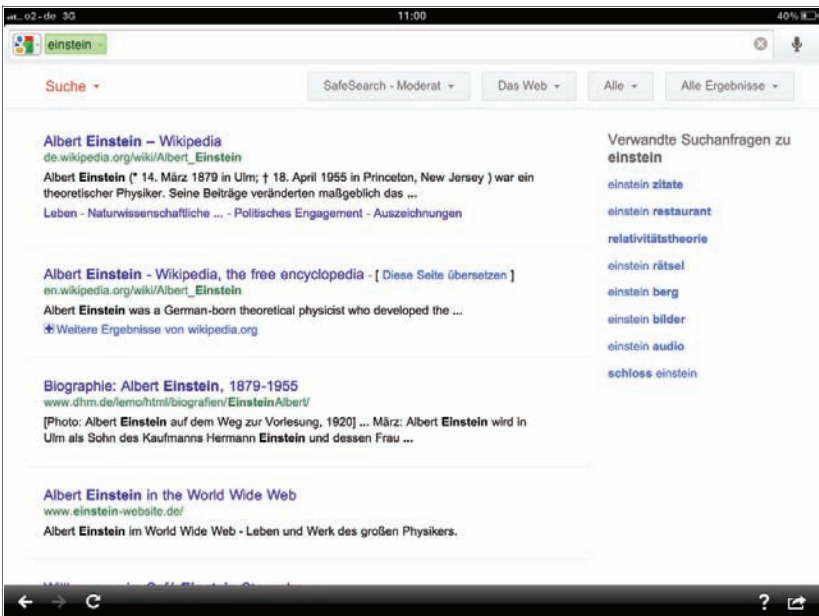 o2-de 3G 11:00 40%
einstein
Suche SafeSearch - Moderat Das Web Alle Alle Ergebnisse
Albert Einstein – Wikipedia
de.wikipedia.org/wiki/Albert_Einstein
Albert Einstein (* 14. März 1879 in Ulm; † 18. April 1955 in Princeton, New Jersey ) war ein
theoretischer Physiker. Seine Beiträge veränderten maßgeblich das ...
Leben - Naturwissenschaftliche ... - Politisches Engagement - Auszeichnungen
Albert Einstein - Wikipedia, the free encyclopedia - [ Diese Seite übersetzen ]
en.wikipedia.org/wiki/Albert_Einstein
Albert Einstein was a German-born theoretical physicist who developed the ...
Weitere Ergebnisse von wikipedia.org
Biographie: Albert Einstein, 1879-1955
www.dhm.de/lemo/html/biografien/EinsteinAlbert/
[Photo: Albert Einstein auf dem Weg zur Vorlesung, 1920] ... März: Albert Einstein wird in
Ulm als Sohn des Kaufmanns Hermann Einstein und dessen Frau ...
Albert Einstein in the World Wide Web
www.einstein-website.de/
Albert Einstein im World Wide Web - Leben und Werk des großen Physikers.
Verwandte Suchanfragen zu
einstein
einstein zitate
einstein restaurant
relativitätstheorie
einstein rätsel
einstein berg
einstein bilder
einstein audio
schloss einstein
?